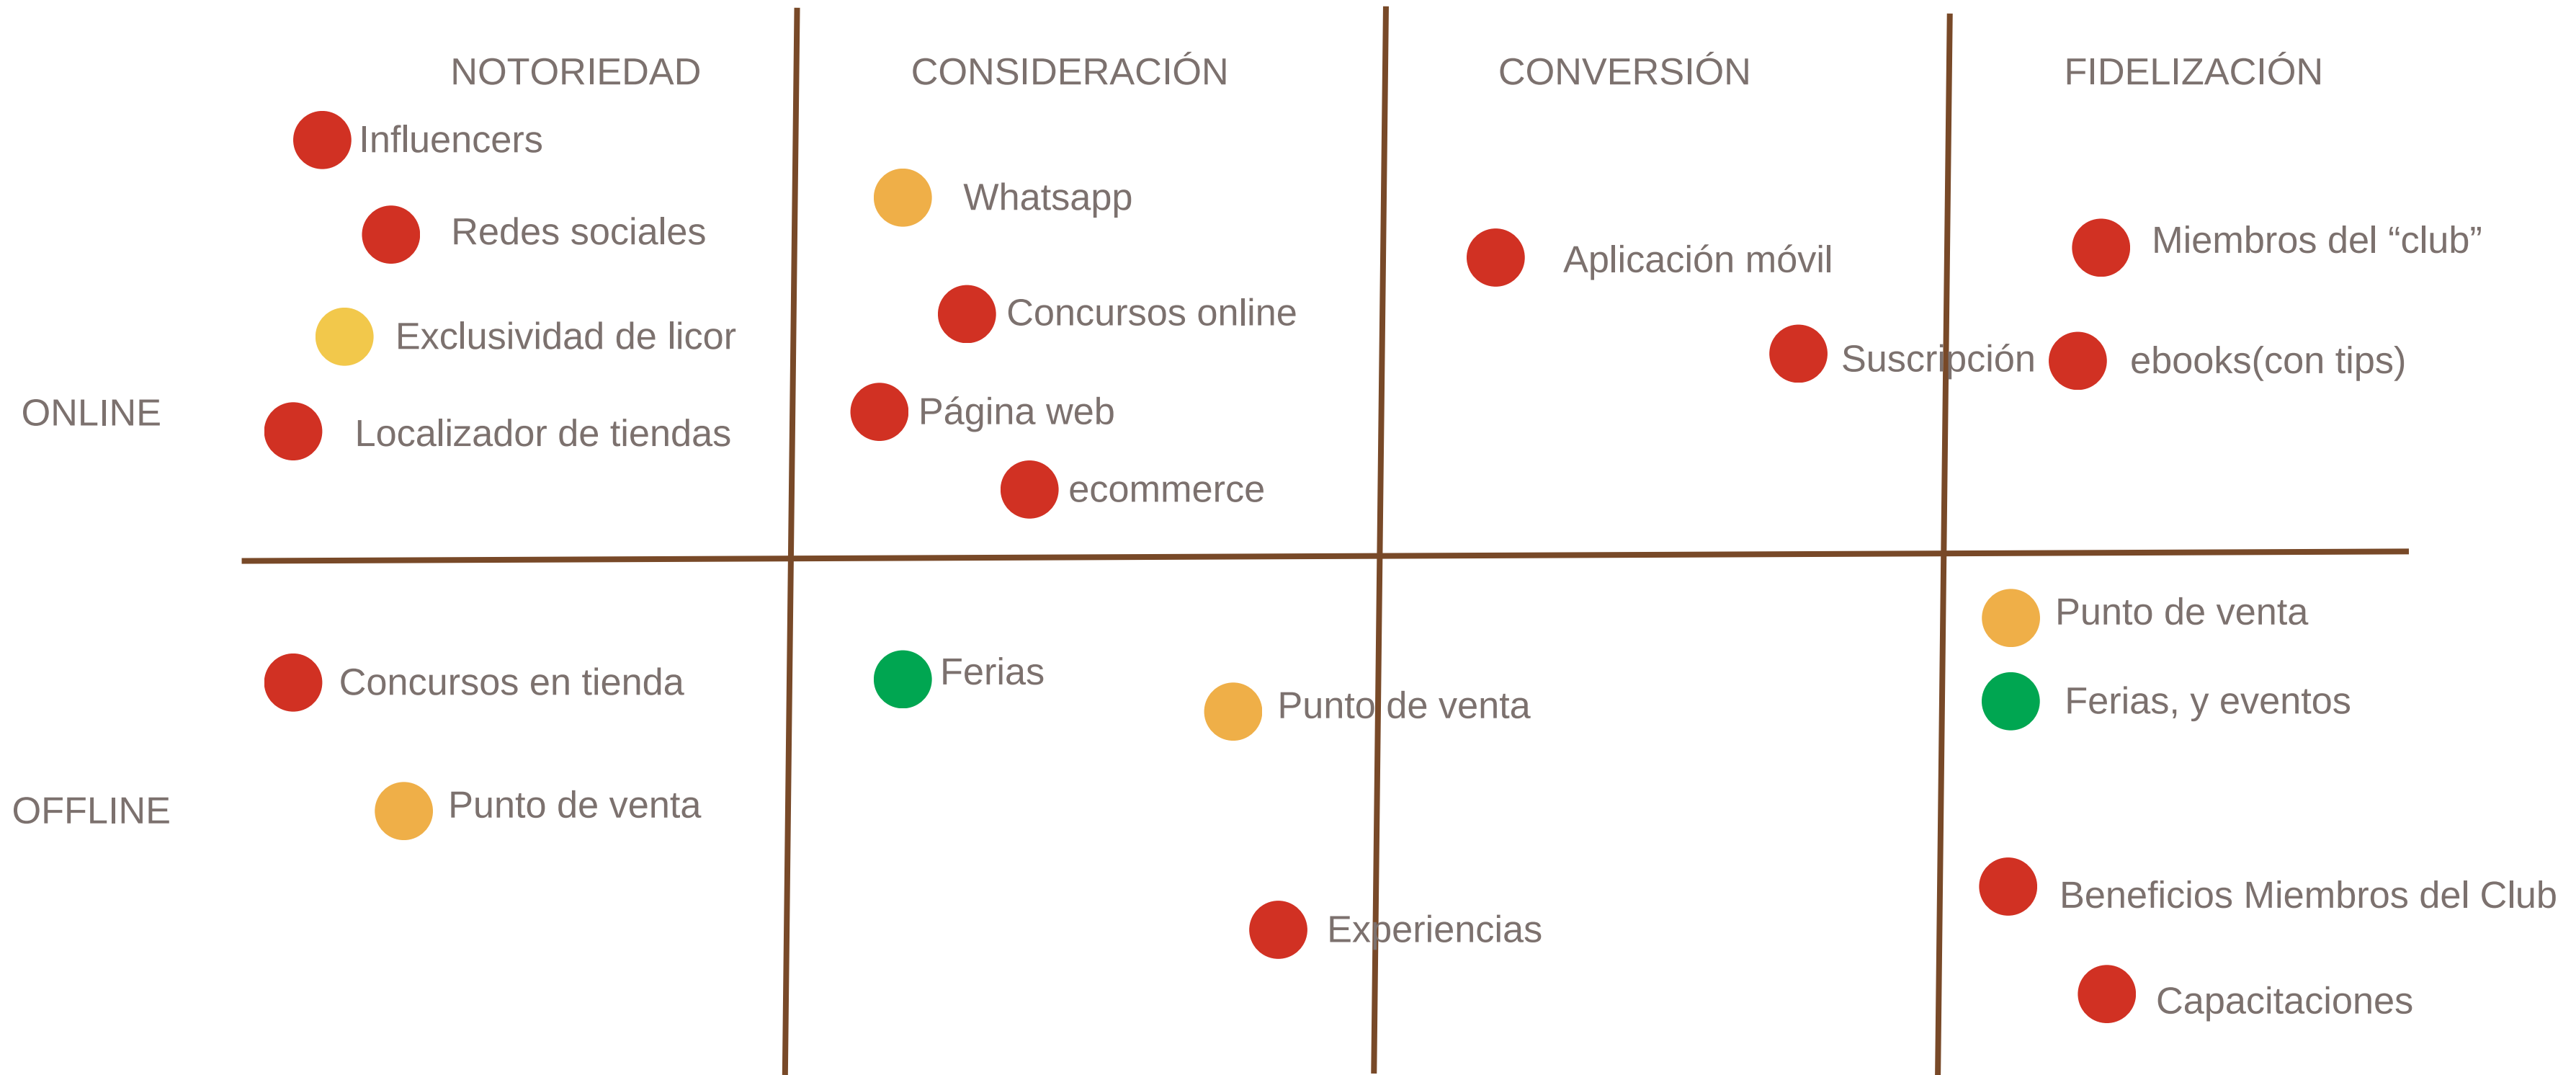 NOTORIEDAD
CONSIDERACIÓN
CONVERSIÓN
FIDELIZACIÓN
ONLINE
Influencers
Redes sociales
Exclusividad de licor
Localizador de tiendas
Whatsapp
Concursos online
Página web
ecommerce
Aplicación móvil
Suscripción
Miembros del “club”
ebooks(con tips)
OFFLINE
Concursos en tienda
Punto de venta
Ferias
Punto de venta
Experiencias
Punto de venta
Ferias, y eventos
Beneficios Miembros del Club
Capacitaciones